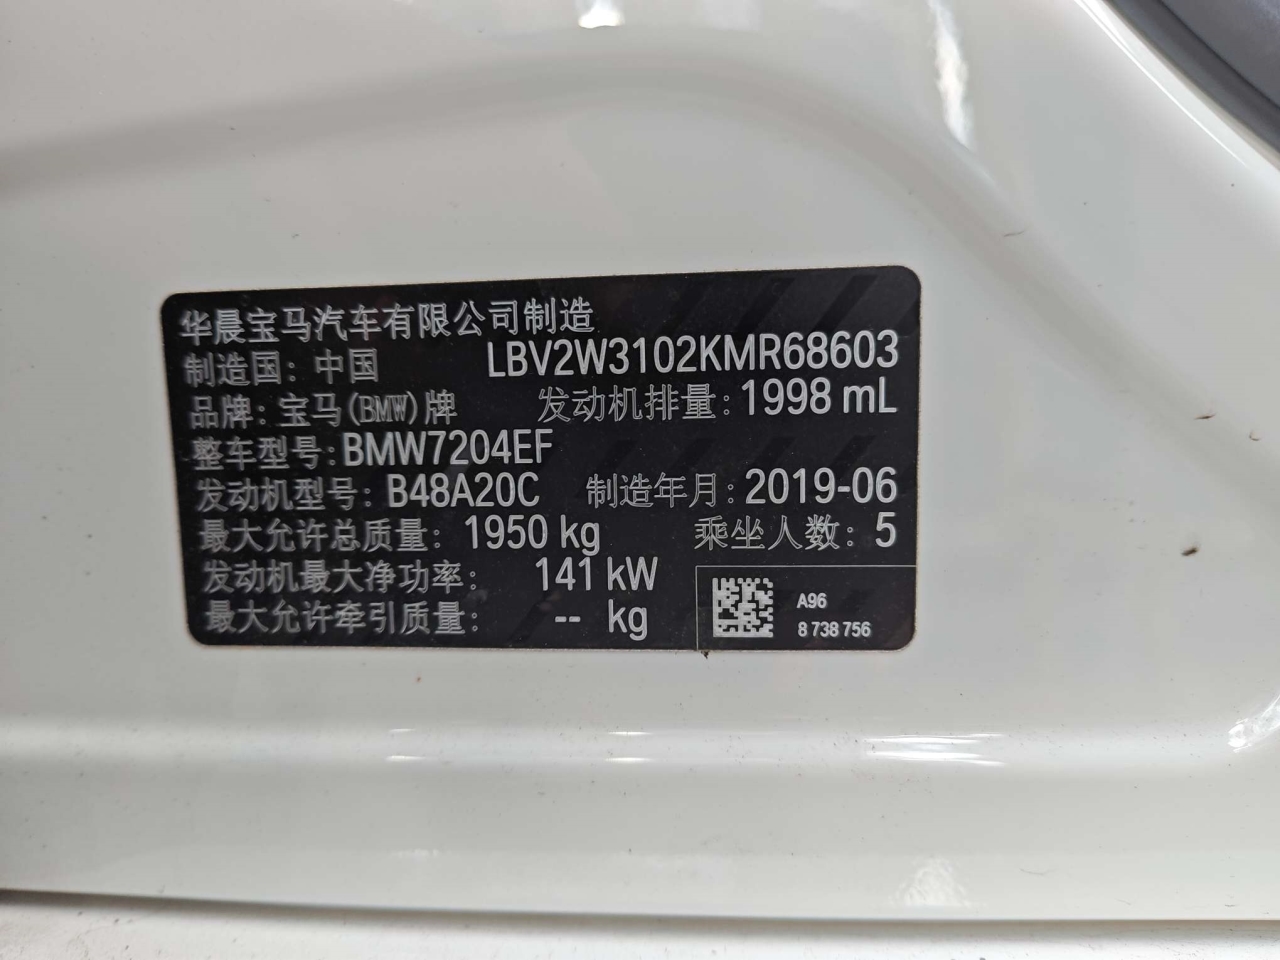 华晨宝马汽车有限公司制造
制造国：中国 LBV2W3102KMR68603
品牌：宝马(BMW)牌 发动机排量：1998 mL
整车型号：BMW7204EF
发动机型号：B48A20C 制造年月：2019-06
最大允许总质量：1950 kg 乘坐人数：5
发动机最大净功率：141 kW
最大允许牵引质量：-- kg
A96
8 738 756